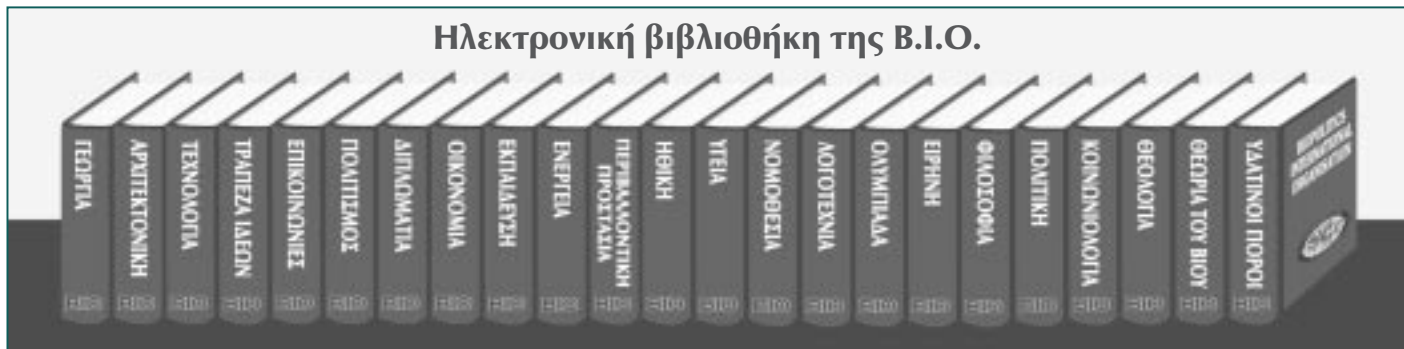 Ηλεκτρονική βιβλιοθήκη της Β.Ι.Ο.
ΓΕΩΡΓΙΑ
ΑΡΧΙΤΕΚΤΟΝΙΚΗ
ΤΕΧΝΟΛΟΓΙΑ
ΤΡΑΠΕΖΑ ΙΔΕΩΝ
ΕΠΙΚΟΙΝΩΝΙΕΣ
ΠΟΛΙΤΙΣΜΟΣ
ΔΙΠΛΩΜΑΤΙΑ
ΟΙΚΟΝΟΜΙΑ
ΕΚΠΑΙΔΕΥΣΗ
ΕΝΕΡΓΕΙΑ
ΠΕΡΙΒΑΛΛΟΝΤΙΚΗ
ΠΡΟΣΤΑΣΙΑ
ΗΘΙΚΗ
ΥΓΕΙΑ
ΝΟΜΟΘΕΣΙΑ
ΛΟΓΟΤΕΧΝΙΑ
ΟΛΥΜΠΙΑΔΑ
ΕΙΡΗΝΗ
ΦΙΛΟΣΟΦΙΑ
ΠΟΛΙΤΙΚΗ
ΚΟΙΝΩΝΙΟΛΟΓΙΑ
ΘΕΟΛΟΓΙΑ
ΘΕΩΡΙΑ ΤΟΥ ΒΙΟΥ
ΥΔΑΤΙΝΟΙ ΠΟΡΟΙ
BIOPOLITICS
INTERNATIONAL
ORGANISATION